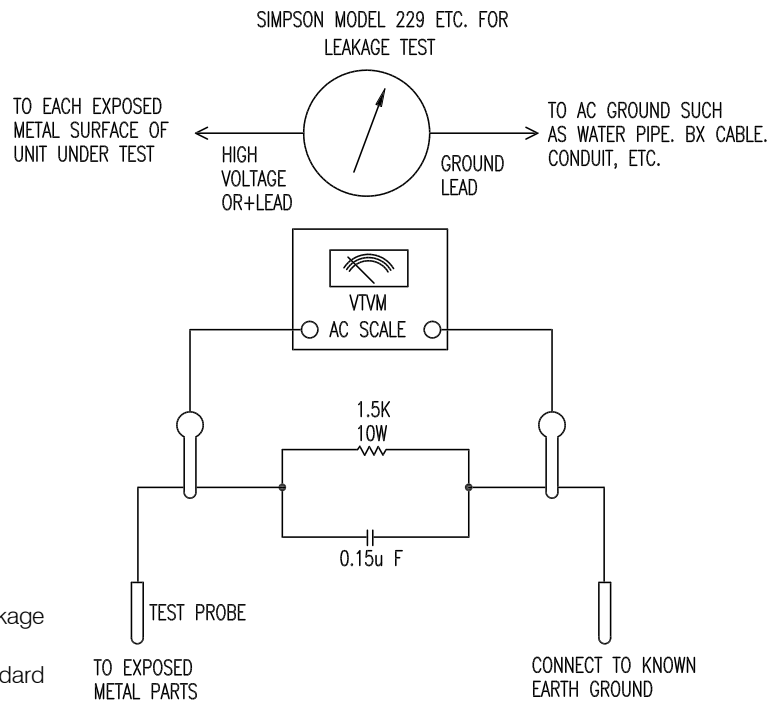 SIMPSON MODEL 229 ETC. FOR
LEAKAGE TEST
TO EACH EXPOSED
METAL SURFACE OF
UNIT UNDER TEST
HIGH
VOLTAGE
OR+LEAD
GROUND
LEAD
TO AC GROUND SUCH
AS WATER PIPE. BX CABLE.
CONDUIT, ETC.
VTVM
AC SCALE
1.5K
10W
0.15u F
TEST PROBE
TO EXPOSED
METAL PARTS
CONNECT TO KNOWN
EARTH GROUND
kage
dard